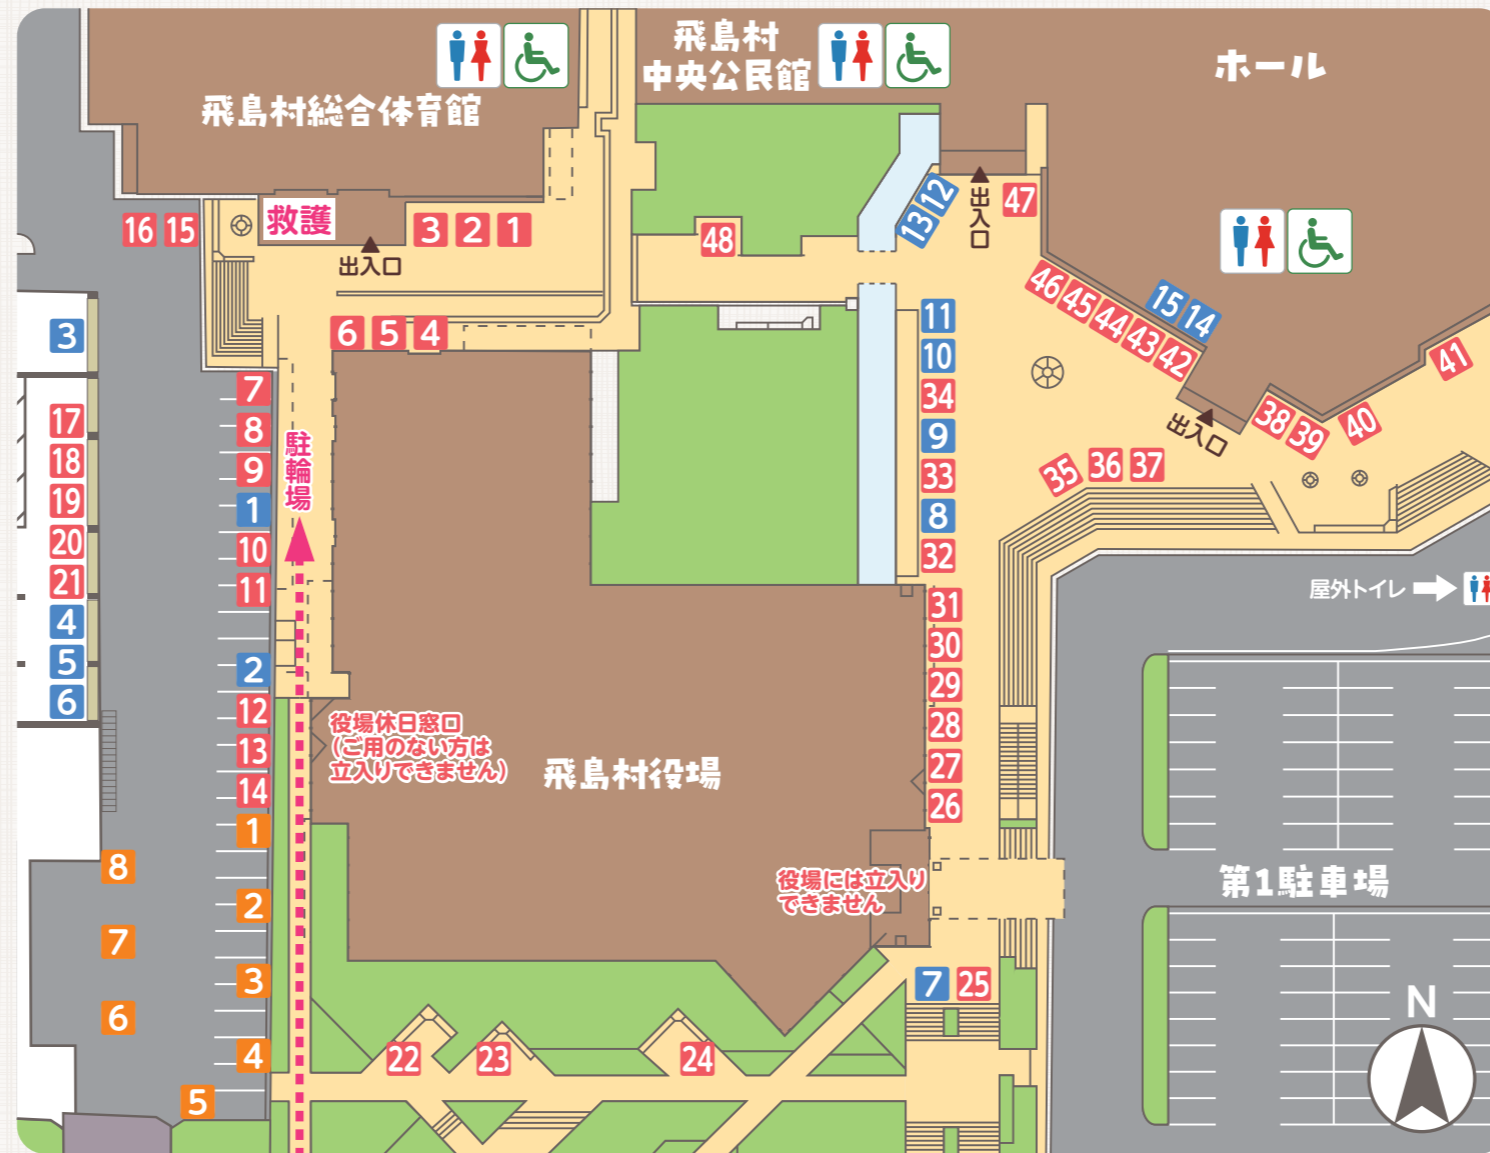 飛島村総合体育館
飛島村
中央公民館
ホール
救護
出入口
16 15
3 2 1
6 5 4
48
13 12
出入口
47
46 45 44 43 42
15 14
出入口
41
38 39 40
35 36 37
3
17
18
19
20
21
4
5
6
7
8
9
1
10
11
2
12
13
14
1
2
3
4
5
8
7
6
駐輪場
11
10
34
9
33
8
32
31
30
29
28
27
26
7 25
22 23 24
役場休日窓口
(ご用のない方は
立入りできません)
飛島村役場
役場には立入り
できません
屋外トイレ
第1駐車場
N